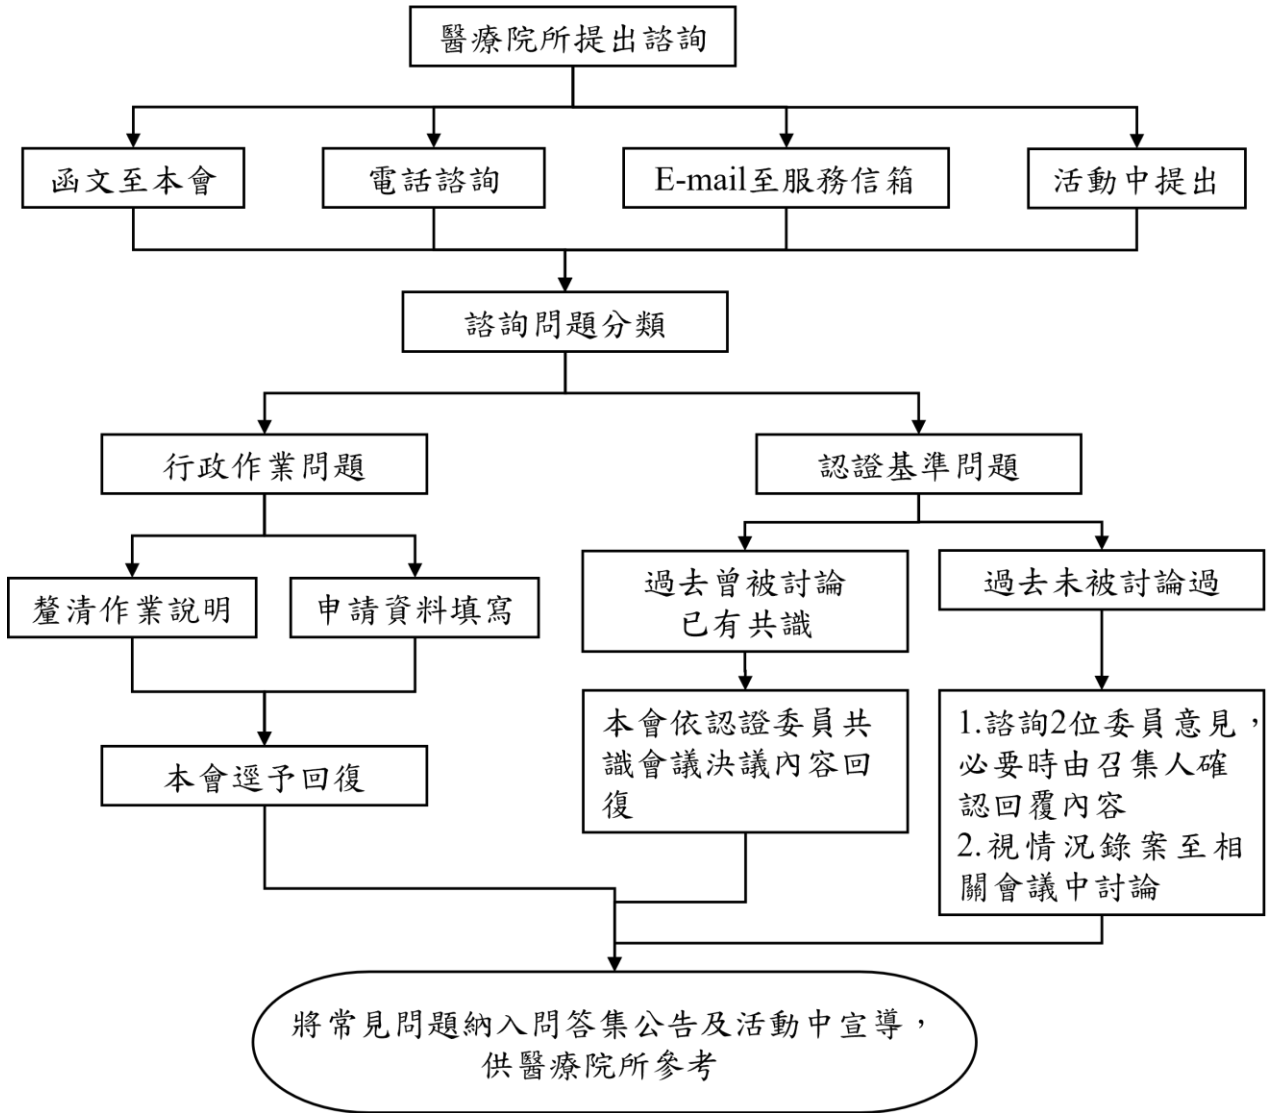 醫療院所提出諮詢
函文至本會
電話諮詢
E-mail至服務信箱
活動中提出
諮詢問題分類
行政作業問題
認證基準問題
釐清作業說明
申請資料填寫
過去曾被討論
已有共識
過去未被討論過
本會逕予回復
本會依認證委員共
識會議決議內容回
復
1.諮詢2位委員意見，
必要時由召集人確
認回覆內容
2.視情況錄案至相
關會議中討論
將常見問題納入問答集公告及活動中宣導，
供醫療院所參考